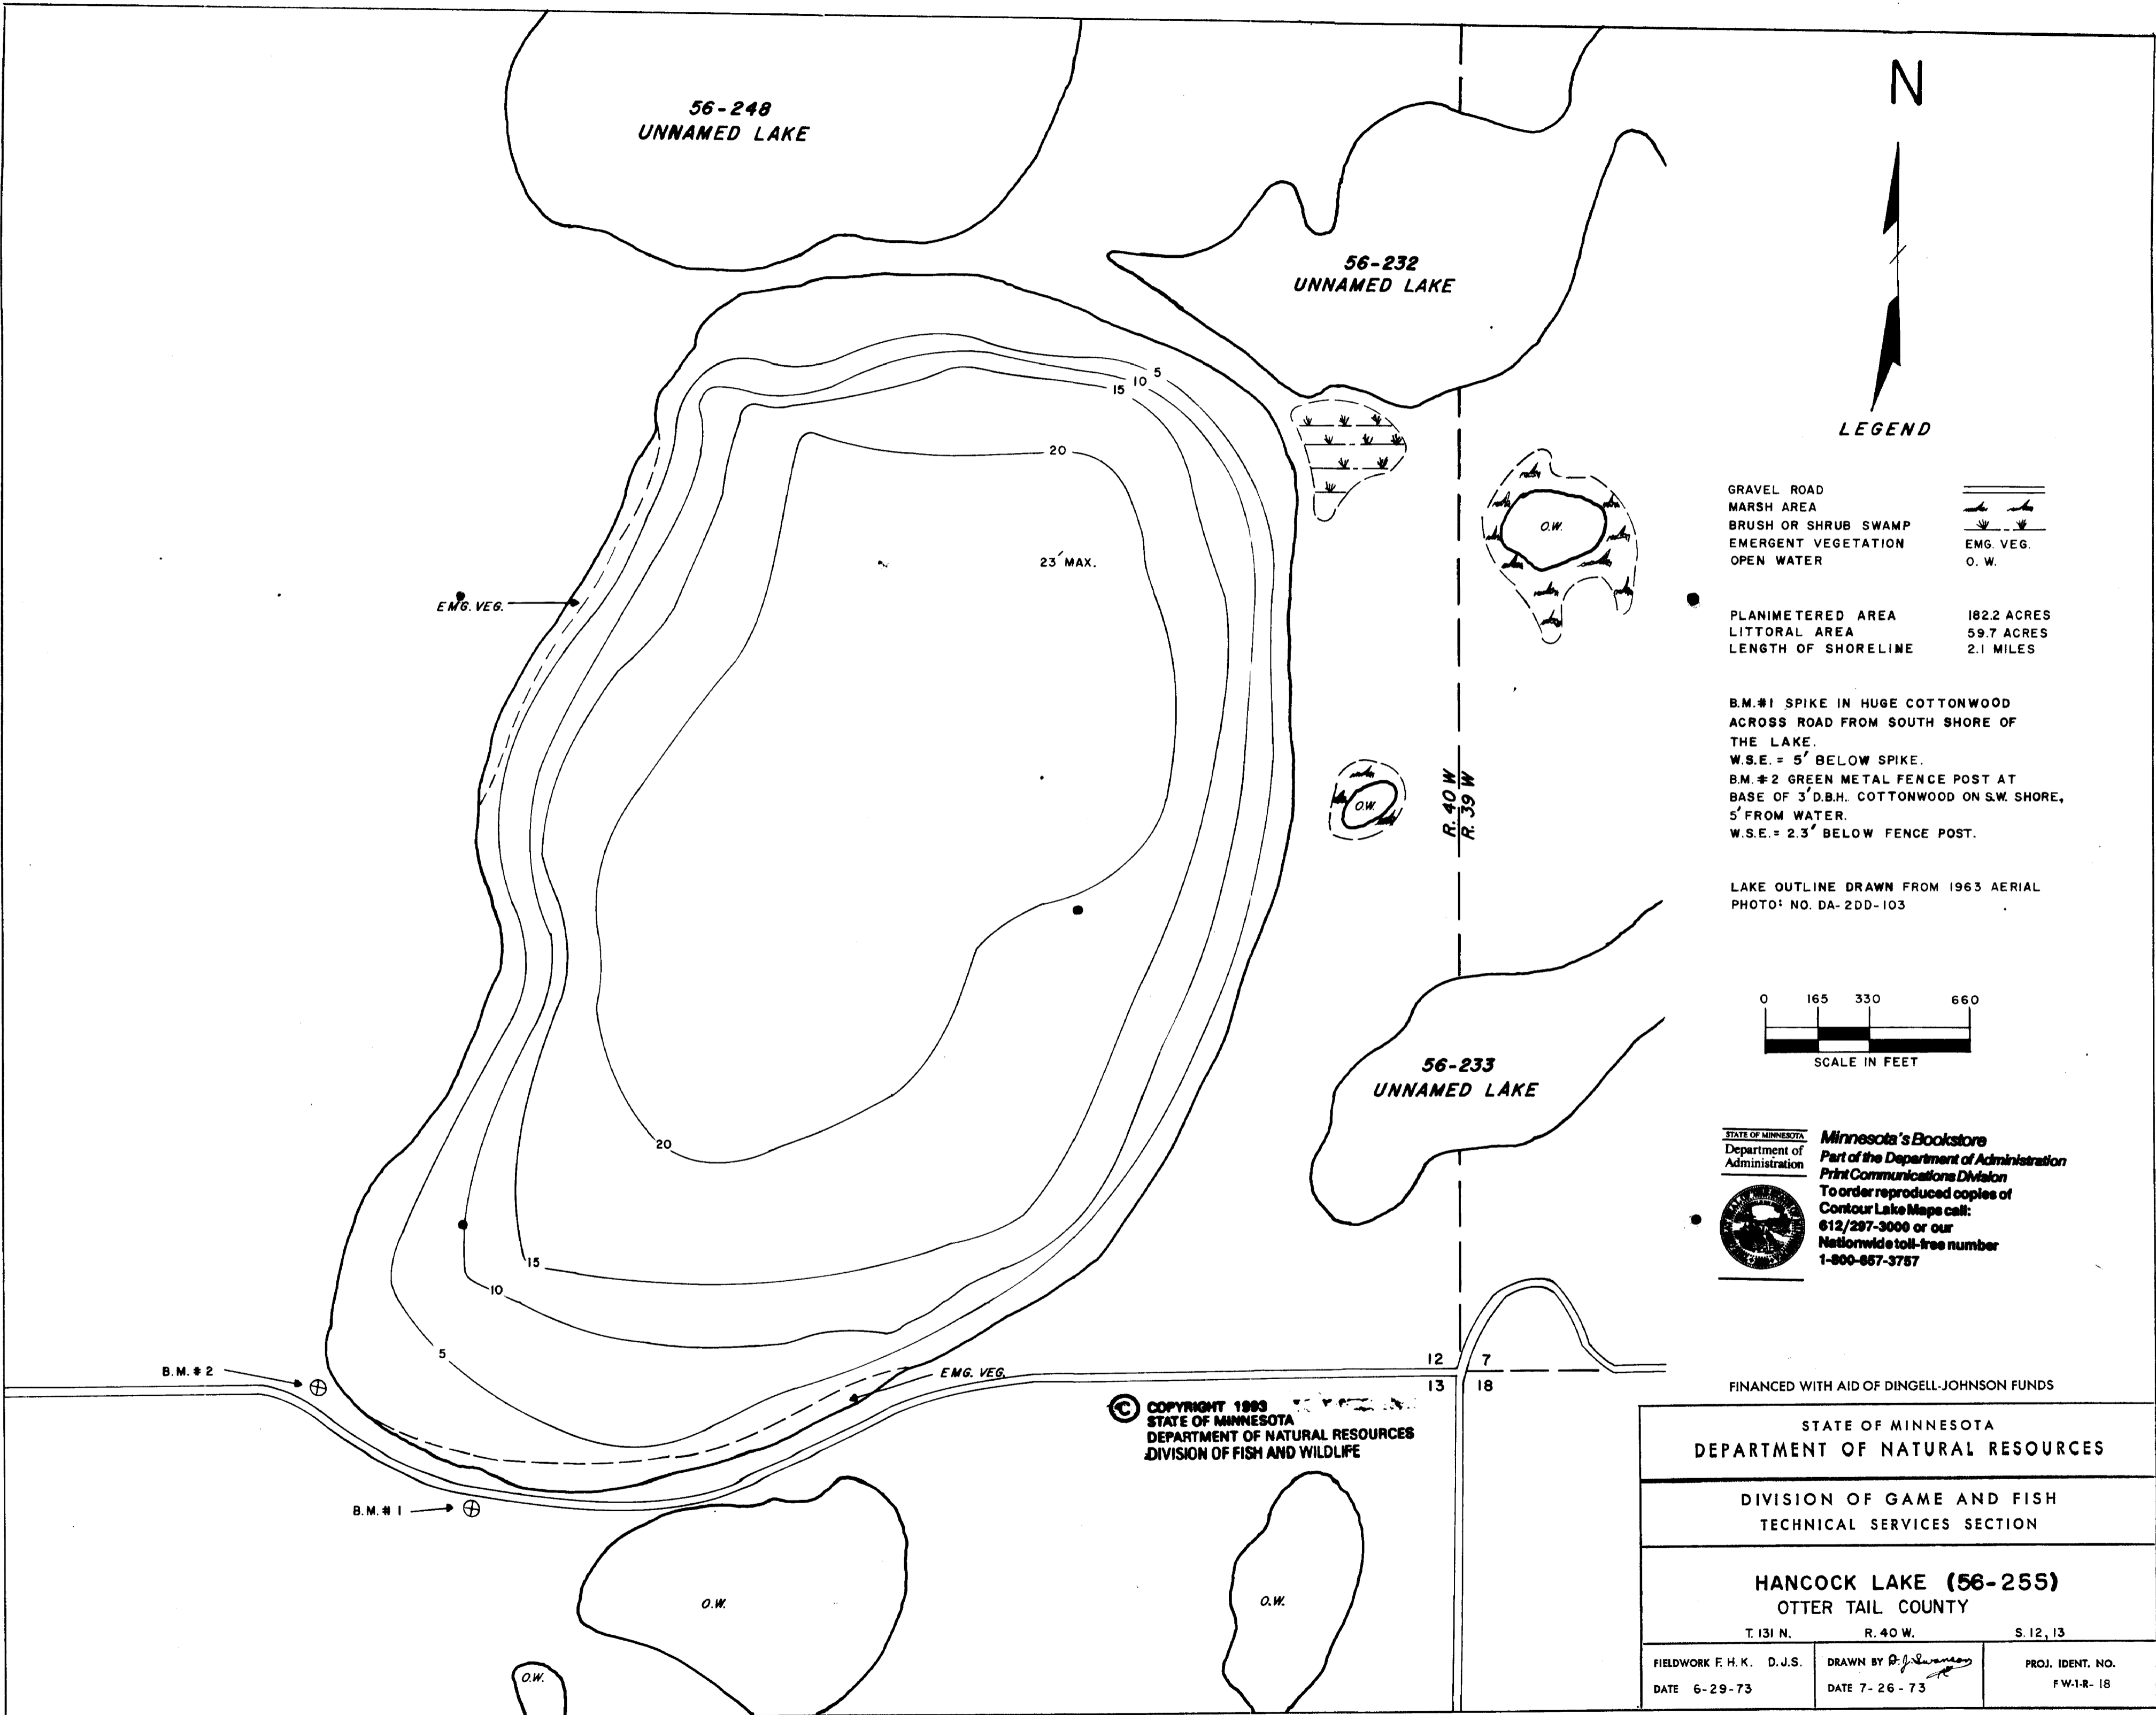 56-248
UNNAMED LAKE
56-232
UNNAMED LAKE
N
5
10
15
20
23' MAX.
EMG. VEG.
O.W.
O.W.
R. 40 W
R. 39 W
56-233
UNNAMED LAKE
20
15
10
5
B.M. # 2
EMG. VEG.
B.M. # 1
12
7
13
18
O.W.
O.W.
O.W.
© COPYRIGHT 1993
STATE OF MINNESOTA
DEPARTMENT OF NATURAL RESOURCES
DIVISION OF FISH AND WILDLIFE
LEGEND
GRAVEL ROAD
MARSH AREA
BRUSH OR SHRUB SWAMP
EMERGENT VEGETATION EMG. VEG.
OPEN WATER O. W.
PLANIMETERED AREA 182.2 ACRES
LITTORAL AREA 59.7 ACRES
LENGTH OF SHORELINE 2.1 MILES
B.M.#1 SPIKE IN HUGE COTTONWOOD
ACROSS ROAD FROM SOUTH SHORE OF
THE LAKE.
W.S.E. = 5' BELOW SPIKE.
B.M. # 2 GREEN METAL FENCE POST AT
BASE OF 3' D.B.H. COTTONWOOD ON S.W. SHORE,
5' FROM WATER.
W.S.E. = 2.3' BELOW FENCE POST.
LAKE OUTLINE DRAWN FROM 1963 AERIAL
PHOTO: NO. DA-2DD-103
0 165 330 660
SCALE IN FEET
STATE OF MINNESOTA
Department of
Administration
Minnesota's Bookstore
Part of the Department of Administration
Print Communications Division
To order reproduced copies of
Contour Lake Maps call:
612/297-3000 or our
Nationwide toll-free number
1-800-657-3757
FINANCED WITH AID OF DINGELL-JOHNSON FUNDS
STATE OF MINNESOTA
DEPARTMENT OF NATURAL RESOURCES
DIVISION OF GAME AND FISH
TECHNICAL SERVICES SECTION
HANCOCK LAKE (56-255)
OTTER TAIL COUNTY
T. 131 N. R. 40 W. S. 12, 13
FIELDWORK F. H. K. D.J.S.
DATE 6-29-73
DRAWN BY D. J. Swanson
DATE 7-26-73
PROJ. IDENT. NO.
FW-1-R-18